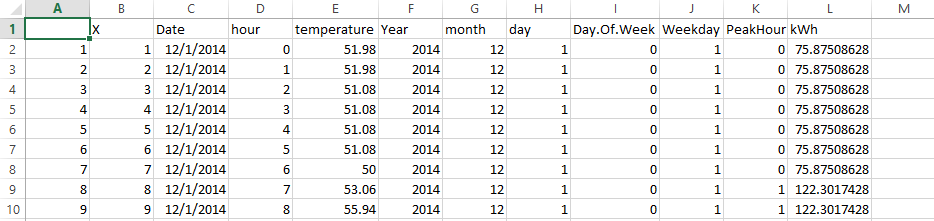 A B C D E F G H I J K L M
1 X Date hour temperature Year month day Day.Of.Week Weekday PeakHour kWh
2 1 1 12/1/2014 0 51.98 2014 12 1 0 1 0 75.87508628
3 2 2 12/1/2014 1 51.98 2014 12 1 0 1 0 75.87508628
4 3 3 12/1/2014 2 51.08 2014 12 1 0 1 0 75.87508628
5 4 4 12/1/2014 3 51.08 2014 12 1 0 1 0 75.87508628
6 5 5 12/1/2014 4 51.08 2014 12 1 0 1 0 75.87508628
7 6 6 12/1/2014 5 51.08 2014 12 1 0 1 0 75.87508628
8 7 7 12/1/2014 6 50 2014 12 1 0 1 0 75.87508628
9 8 8 12/1/2014 7 53.06 2014 12 1 0 1 1 122.3017428
10 9 9 12/1/2014 8 55.94 2014 12 1 0 1 1 122.3017428